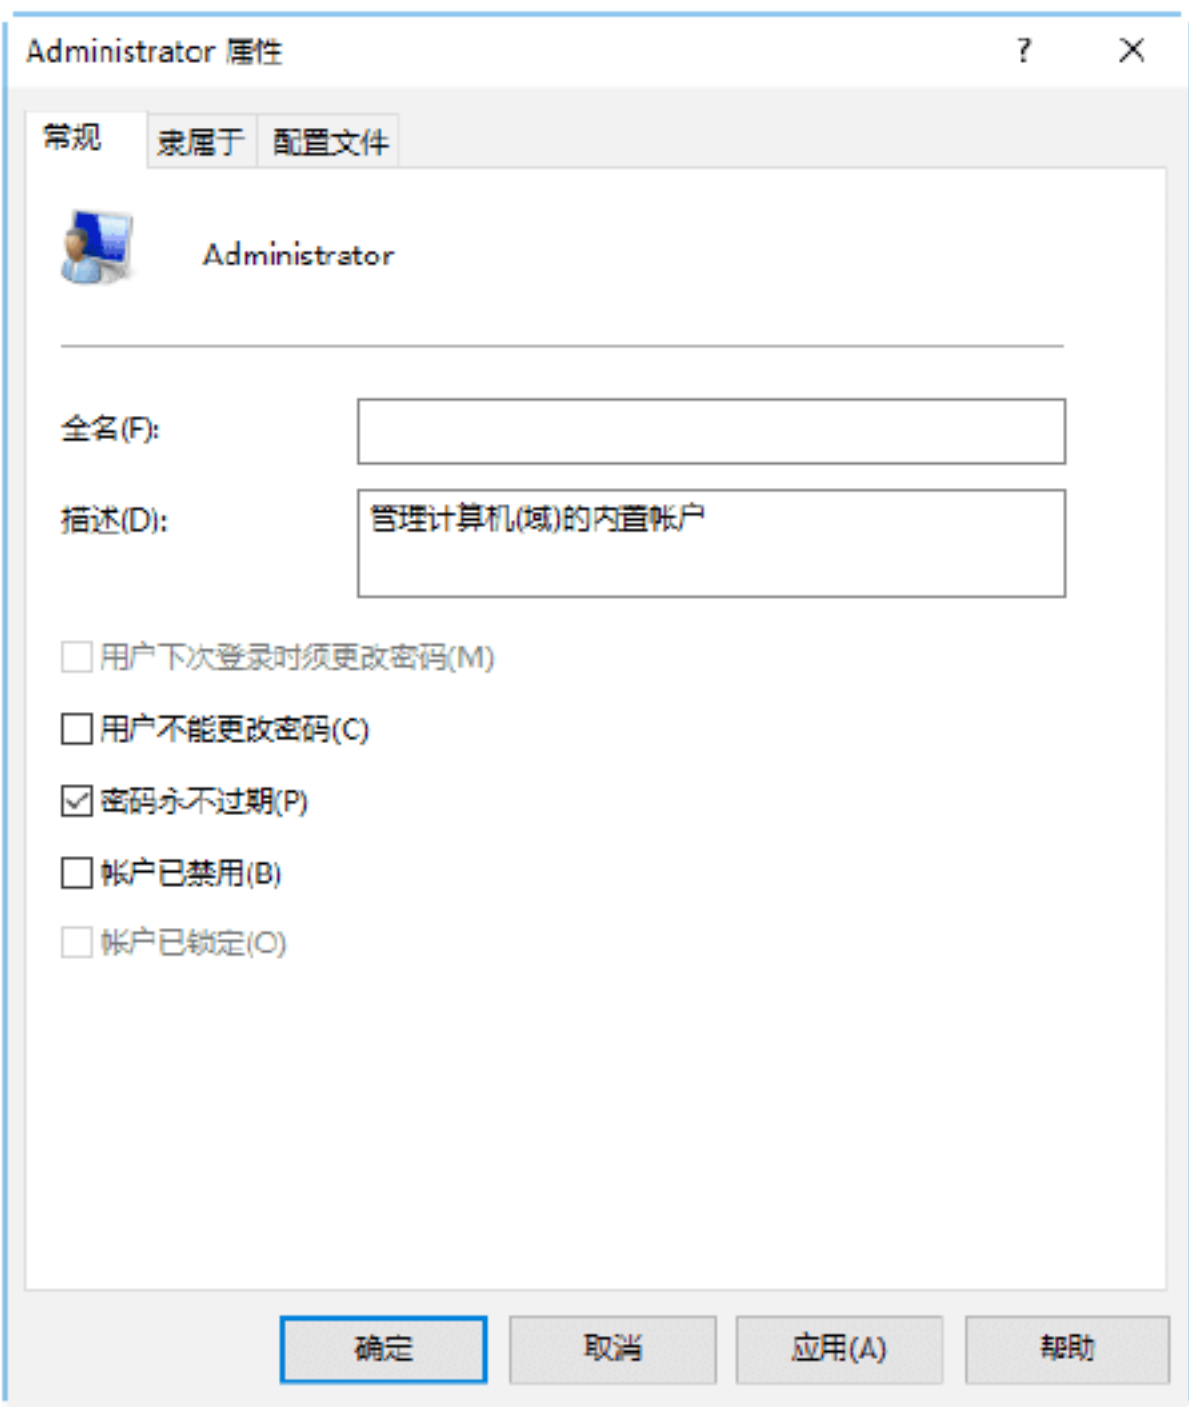 Administrator 属性
?
常规 隶属于 配置文件
Administrator
全名(F):
描述(D): 管理计算机(域)的内置帐户
用户下次登录时须更改密码(M)
用户不能更改密码(C)
密码永不过期(P)
帐户已禁用(B)
帐户已锁定(O)
确定 取消 应用(A) 帮助